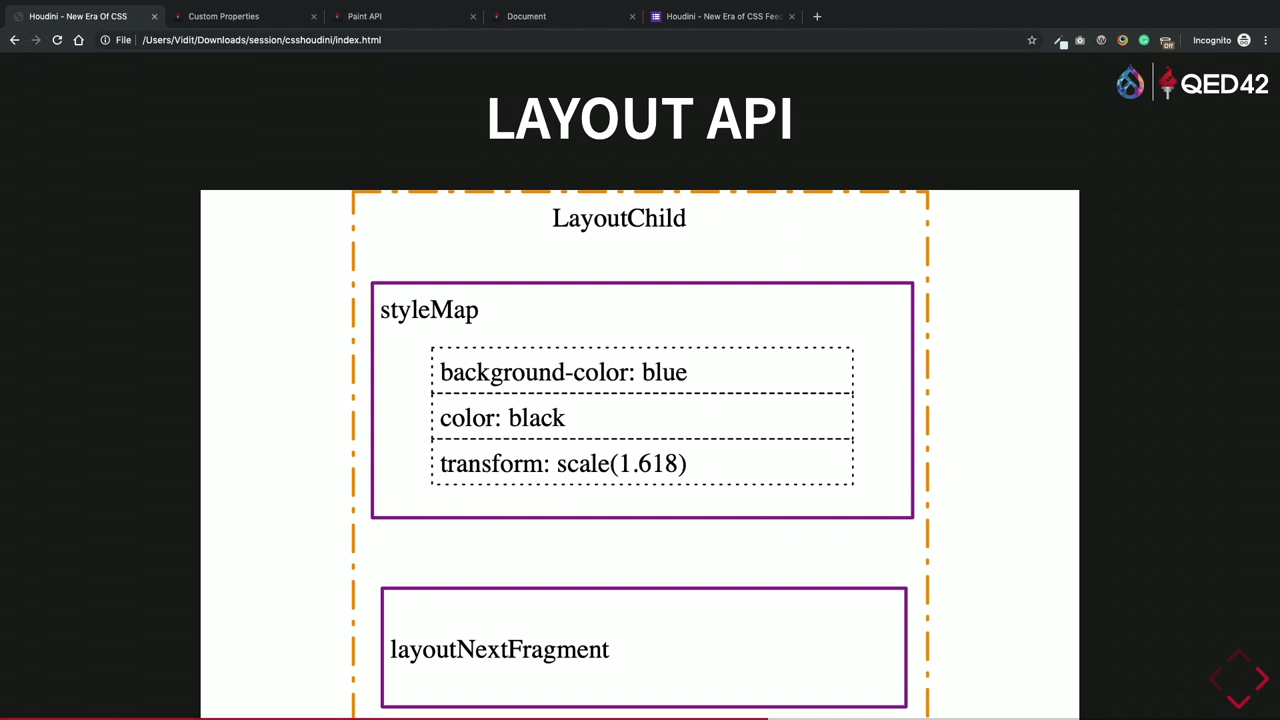 Houdini - New Era Of CSS
Custom Properties
Paint API
Document
Houdini - New Era of CSS Fee
File
/Users/Vidit/Downloads/session/csshoudini/index.html
Off
Incognito
QED42
LAYOUT API
LayoutChild
styleMap
background-color: blue
color: black
transform: scale(1.618)
layoutNextFragment